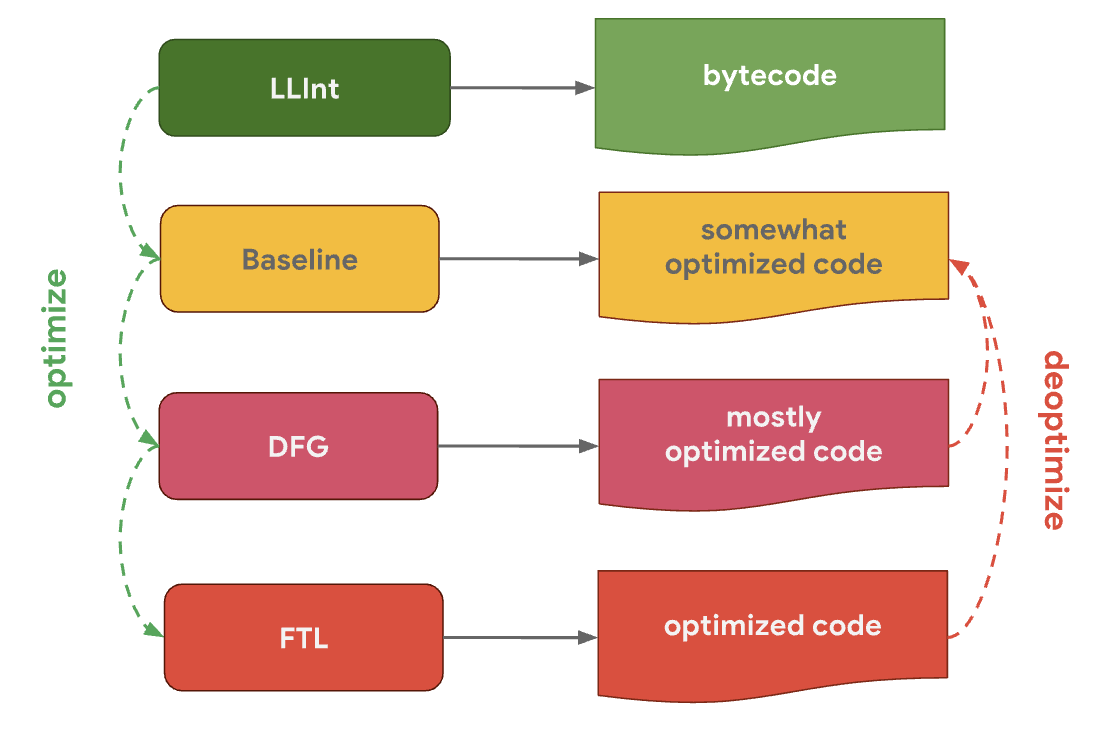 LLInt
bytecode
Baseline
somewhat
optimized code
optimize
DFG
mostly
optimized code
deoptimize
FTL
optimized code